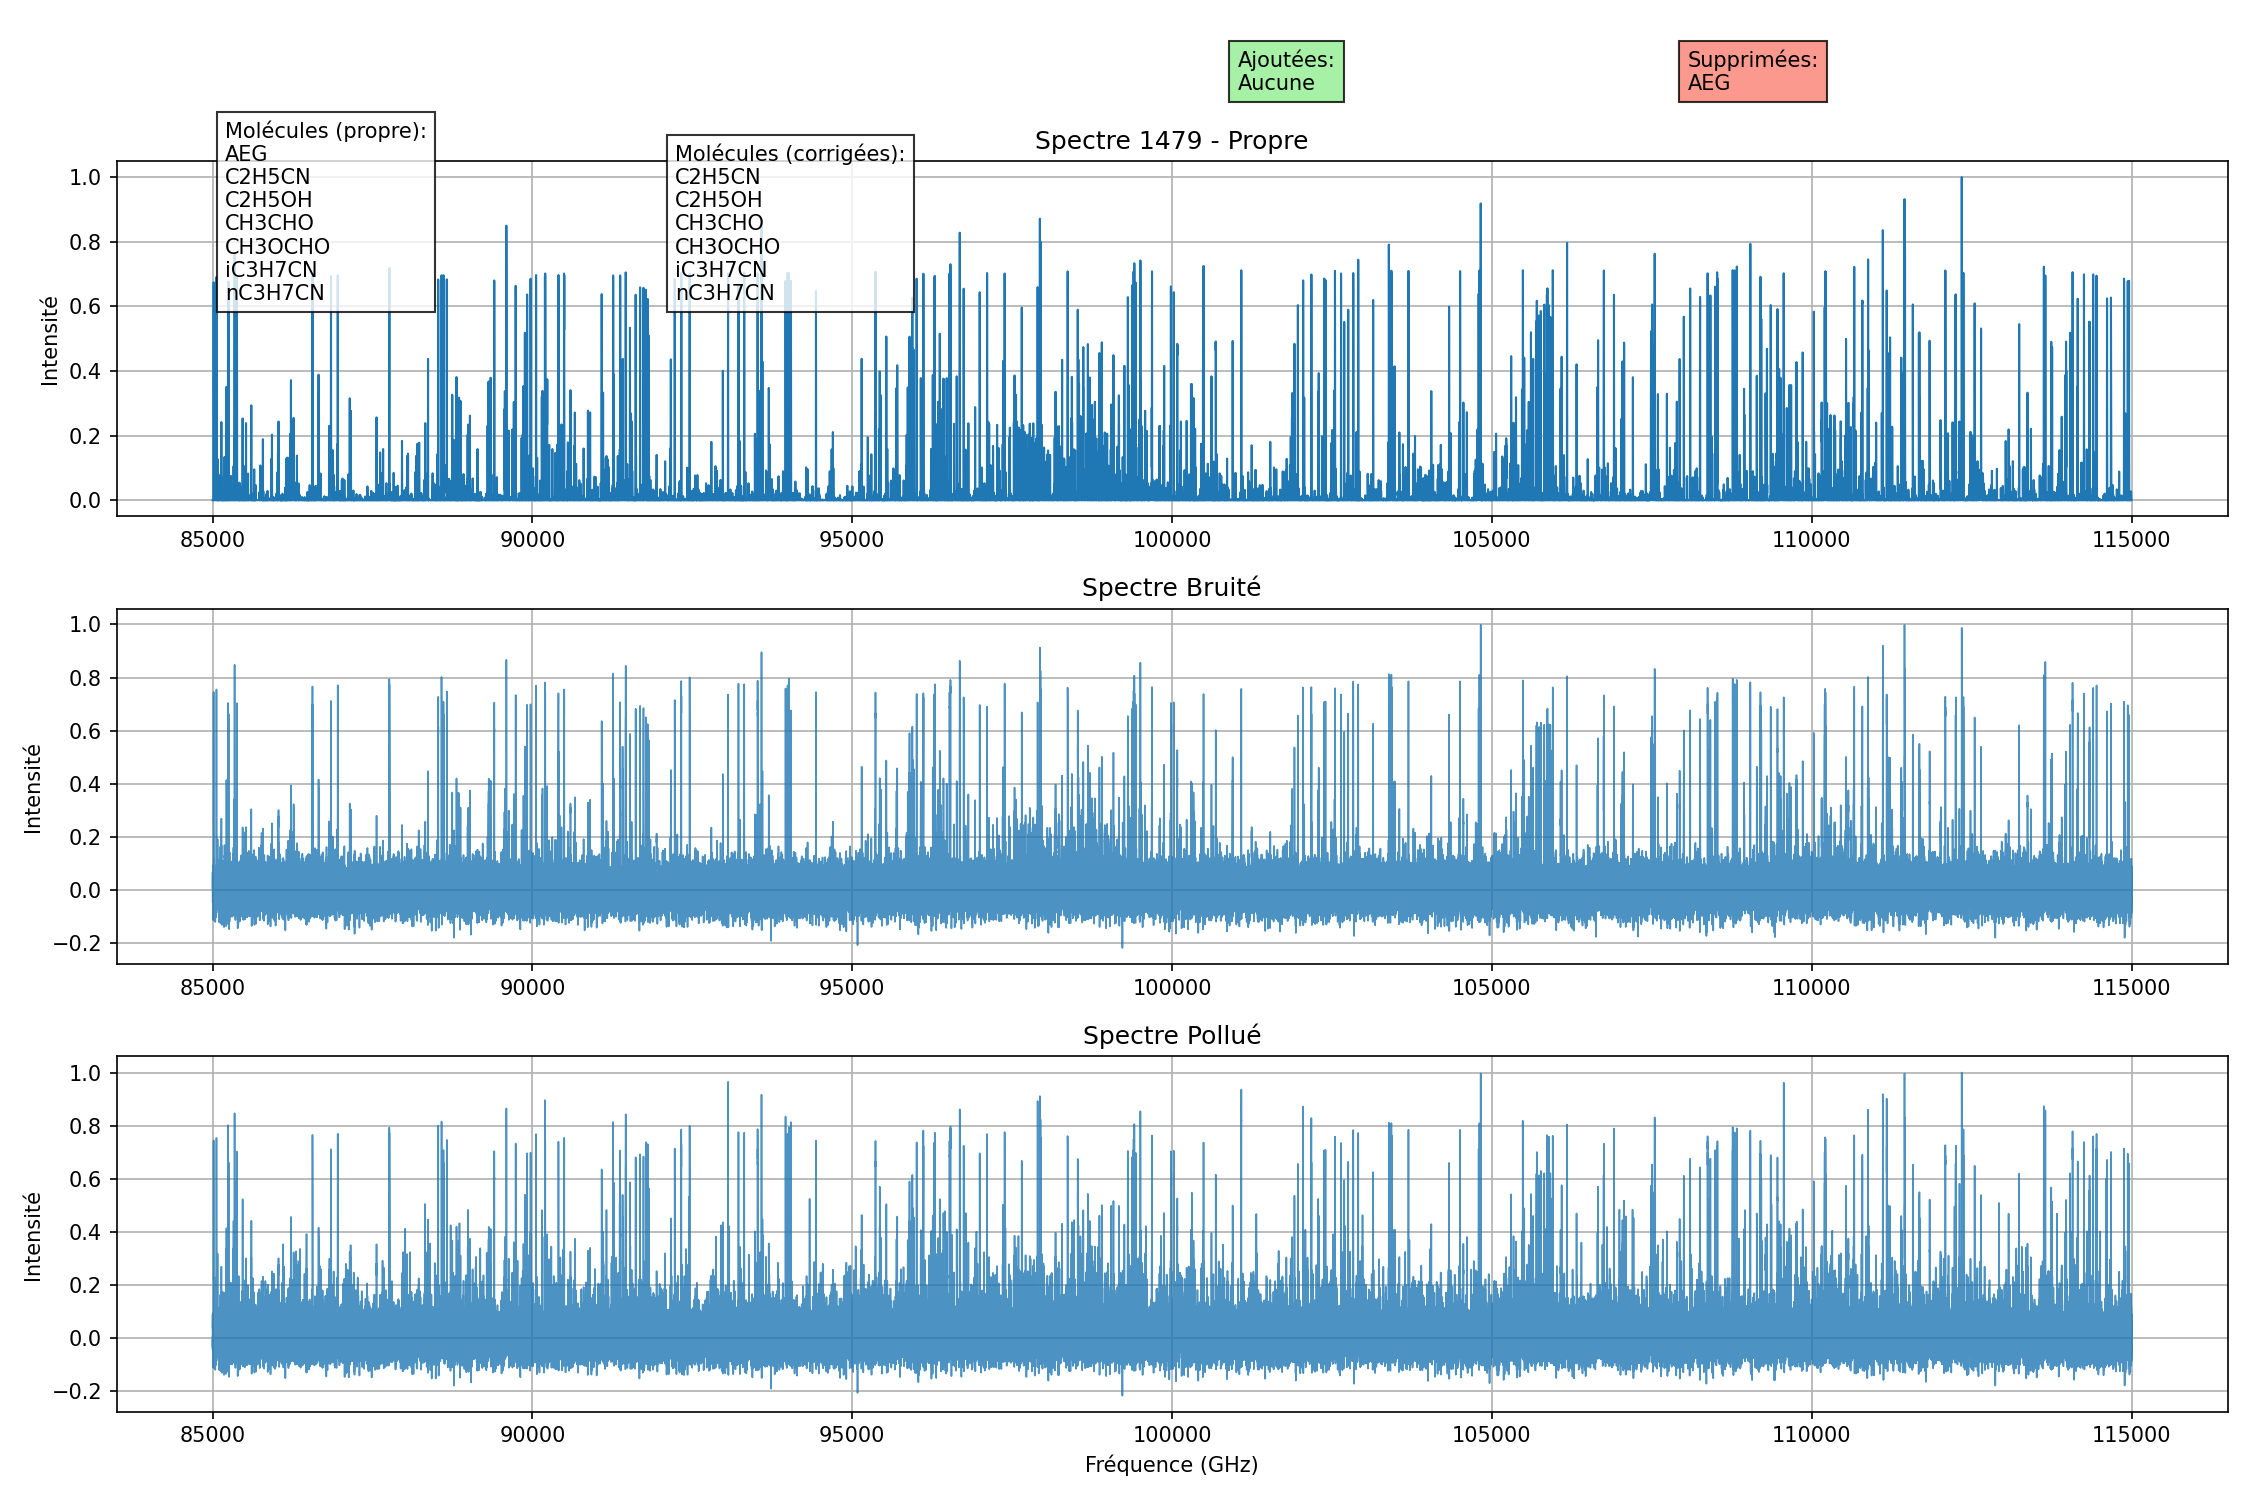 Ajoutées:
Aucune
Supprimées:
AEG
Molécules (propre):
AEG
C2H5CN
C2H5OH
CH3CHO
CH3OCHO
iC3H7CN
nC3H7CN
Molécules (corrigées):
C2H5CN
C2H5OH
CH3CHO
CH3OCHO
iC3H7CN
nC3H7CN
Spectre 1479 - Propre
Intensité
1.0
0.8
0.6
0.4
0.2
0.0
85000 90000 95000 100000 105000 110000 115000
Spectre Bruité
Intensité
1.0
0.8
0.6
0.4
0.2
0.0
−0.2
85000 90000 95000 100000 105000 110000 115000
Spectre Pollué
Intensité
1.0
0.8
0.6
0.4
0.2
0.0
−0.2
85000 90000 95000 100000 105000 110000 115000
Fréquence (GHz)